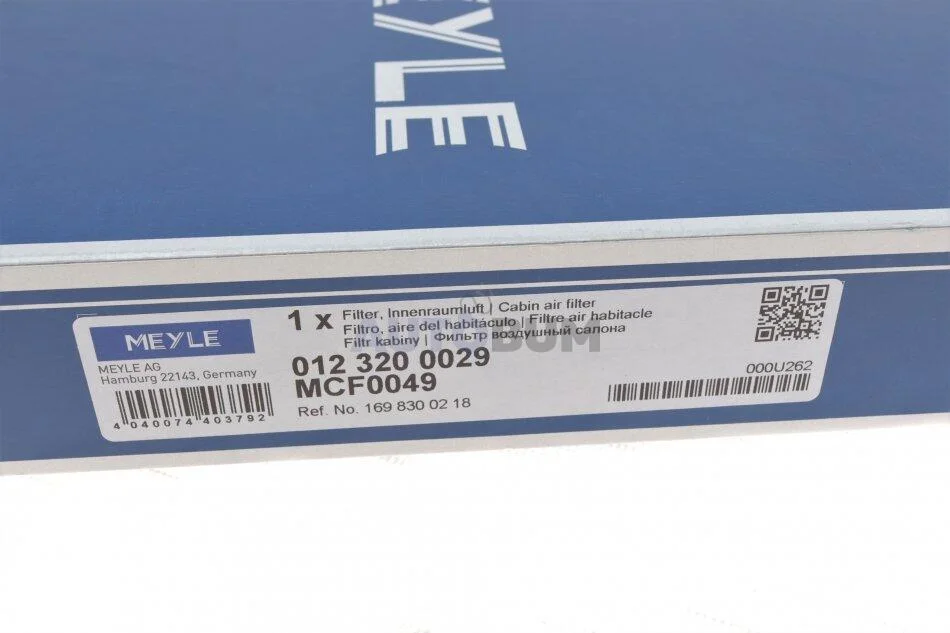 MEYLE
MEYLE
MEYLE AG
Hamburg 22143, Germany
4 040074 403792
1 x
Filter, Innenraumluft | Cabin air filter
Filtro, aire del habitáculo | Filtre air habitacle
Filtr kabiny | Фильтр воздушный салона
012 320 0029
MCF0049
Ref. No. 169 830 02 18
000U262
AUTOBUM